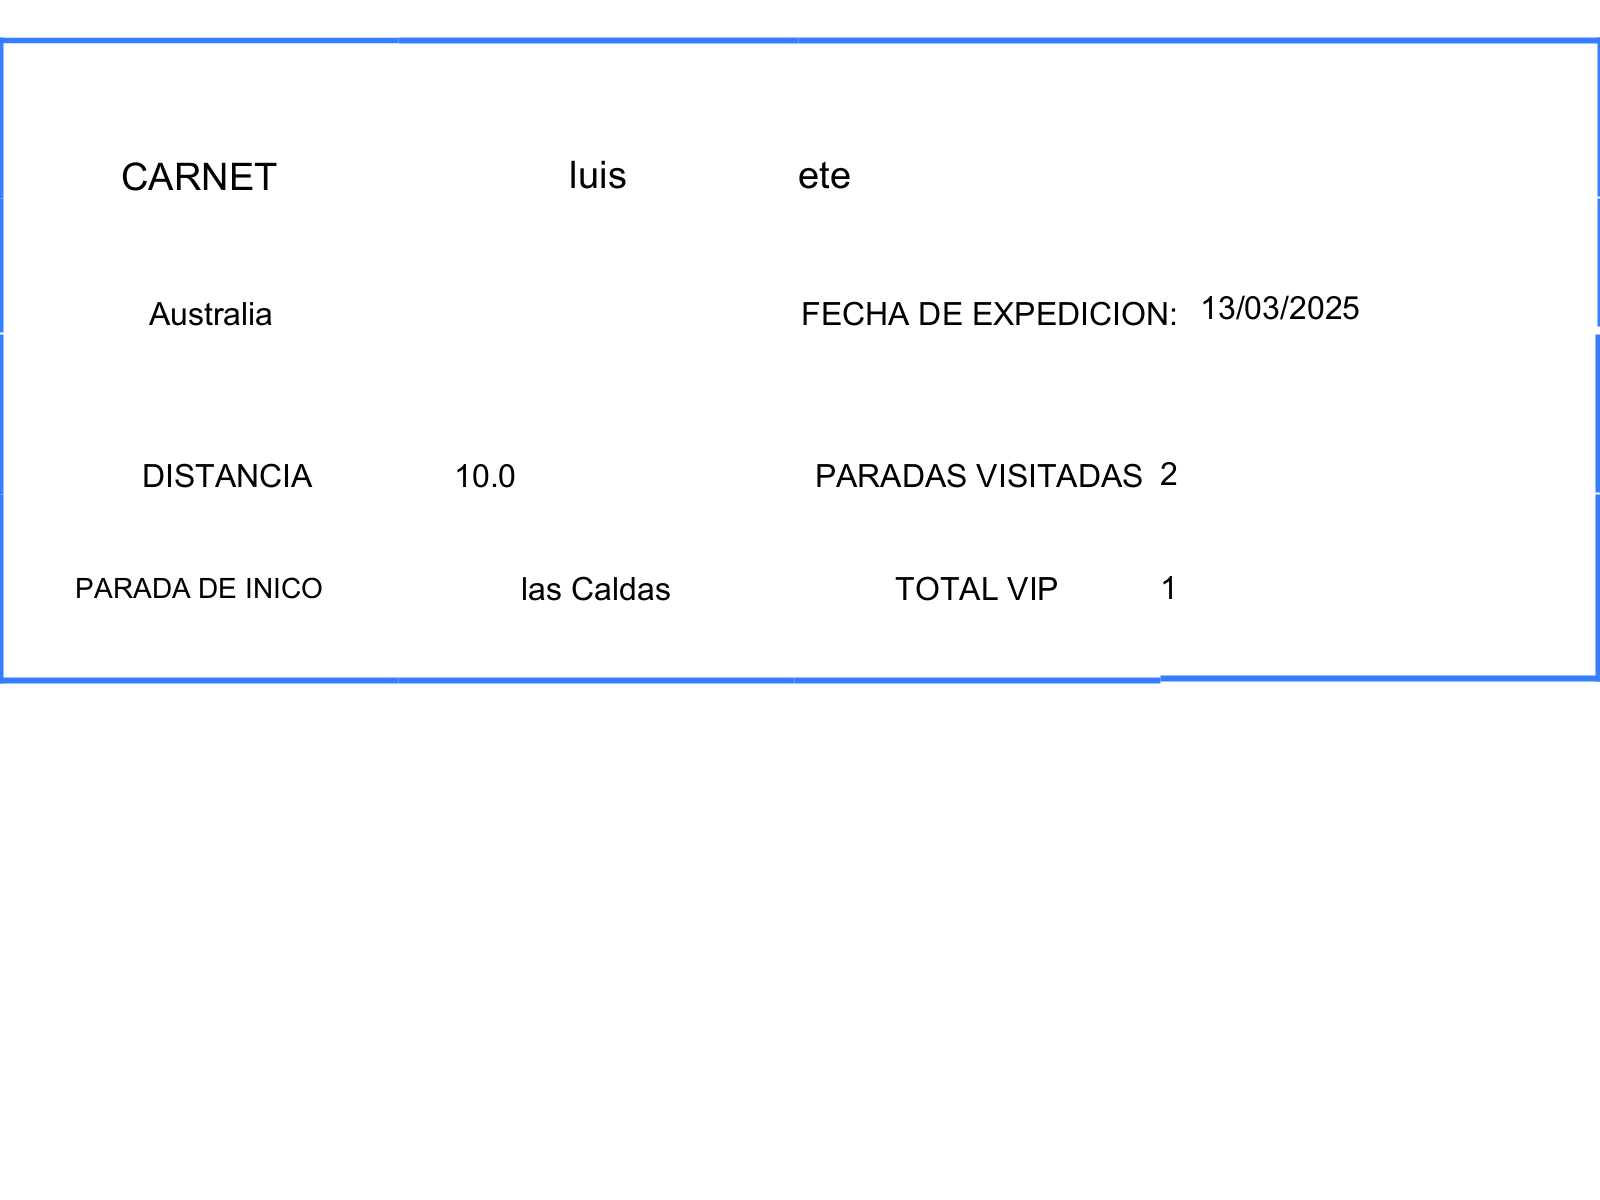 CARNET luis ete
Australia FECHA DE EXPEDICION: 13/03/2025
DISTANCIA 10.0 PARADAS VISITADAS 2
PARADA DE INICO las Caldas TOTAL VIP 1